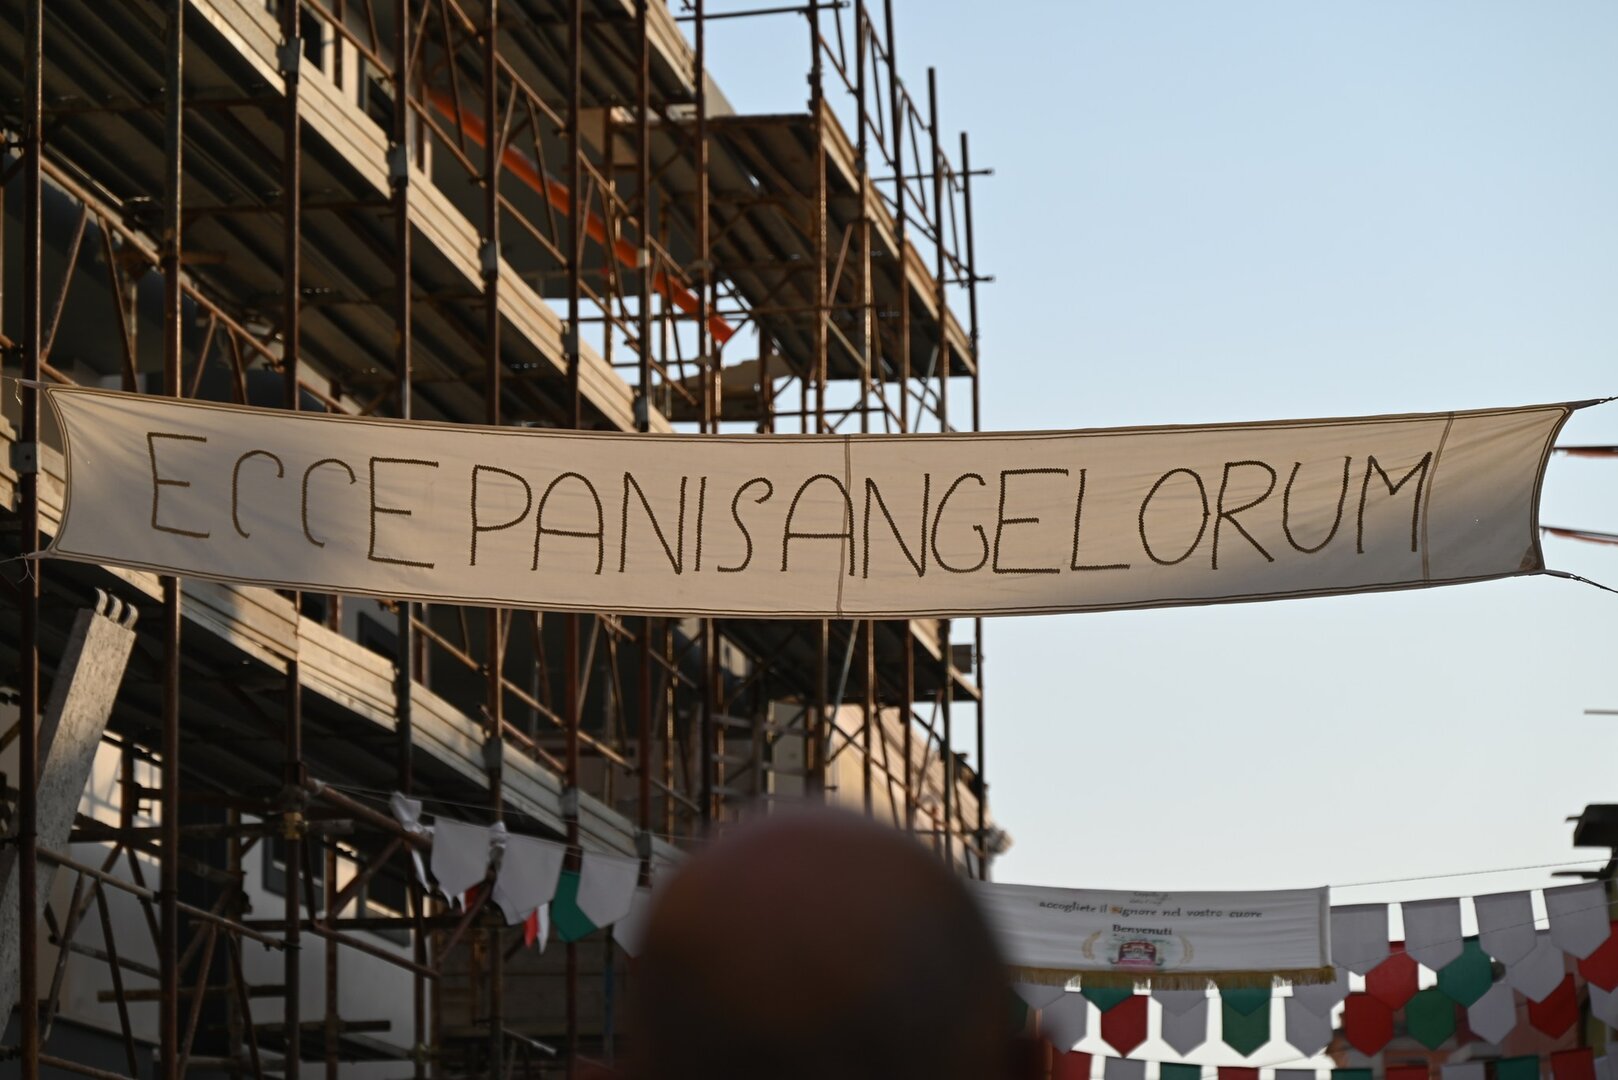 ECCE PANIS ANGELORUM
accogliete il Signore nel vostro cuore
Benvenuti